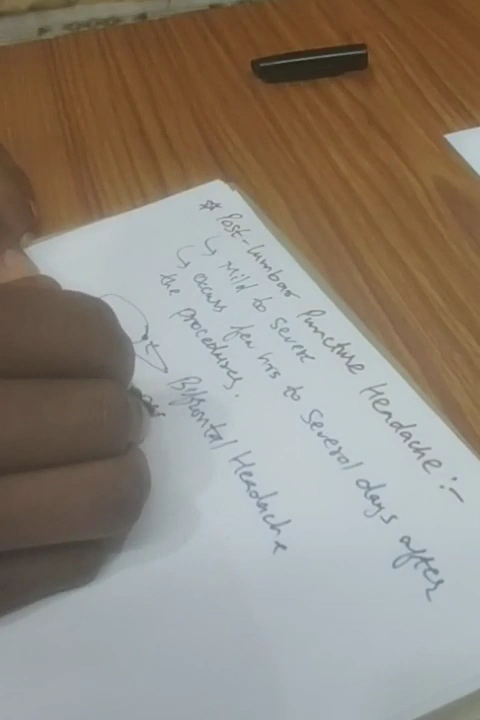 * Post-lumbar Puncture Headache :-
↳ Mild to severe
↳ occurs few hrs to several days after
the procedures.
Bifrontal Headache